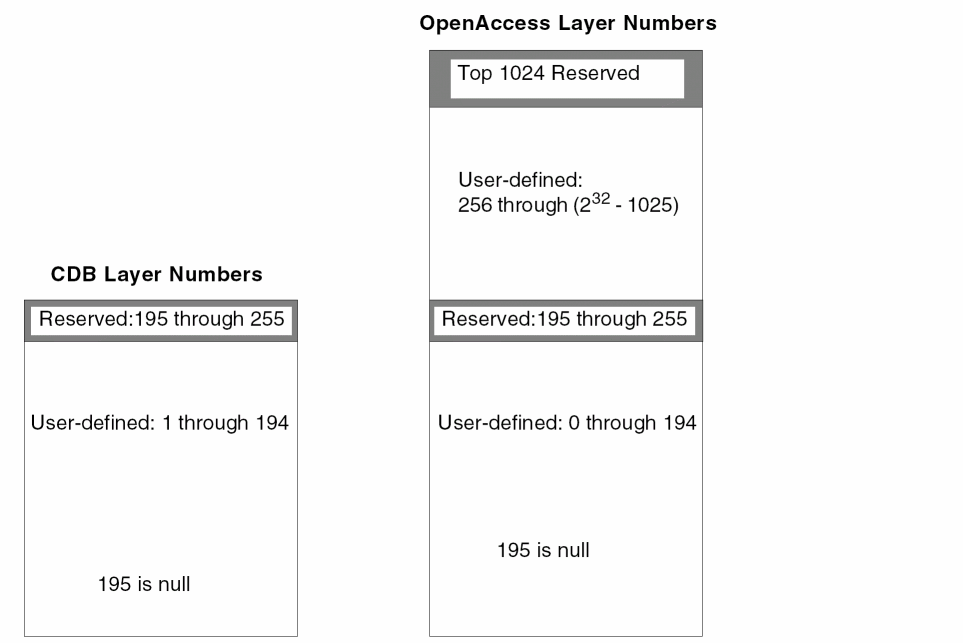 OpenAccess Layer Numbers
Top 1024 Reserved
User-defined:
256 through (2^32 - 1025)
CDB Layer Numbers
Reserved:195 through 255
Reserved:195 through 255
User-defined: 1 through 194
User-defined: 0 through 194
195 is null
195 is null